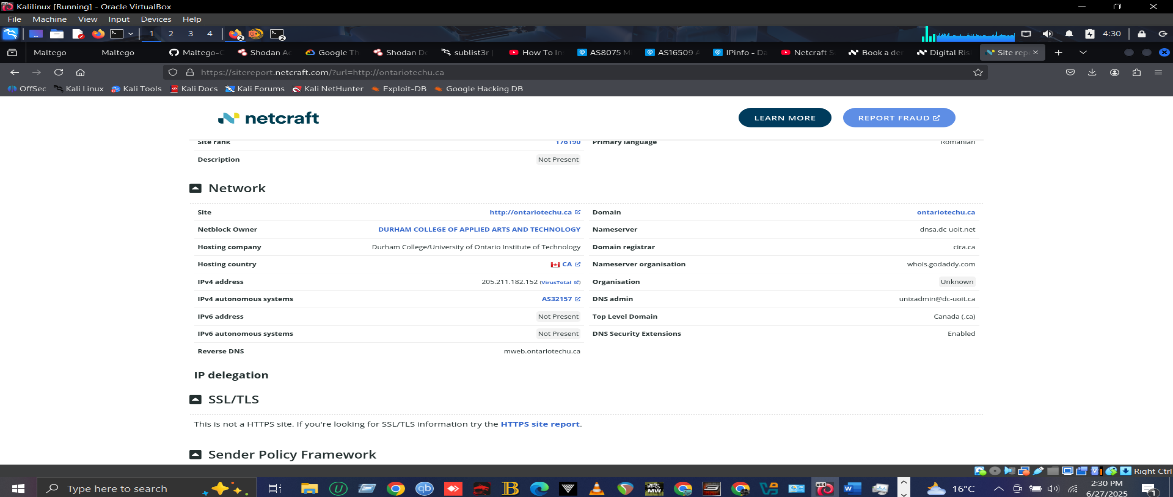 Kalilinux [Running] - Oracle VirtualBox
File Machine View Input Devices Help
1 2 3 4 4:30
Maltego Maltego Maltego-C Shodan Ac Google Th Shodan De sublist3r How To In AS8075 M AS16509 A IPinfo - Da Netcraft S Book a de Digital Ris Site rep
https://sitereport.netcraft.com/?url=http://ontariotechu.ca
OffSec Kali Linux Kali Tools Kali Docs Kali Forums Kali NetHunter Exploit-DB Google Hacking DB
netcraft LEARN MORE REPORT FRAUD
Site rank 176190 Primary language Romanian
Description Not Present
Network
Site http://ontariotechu.ca Domain ontariotechu.ca
Netblock Owner DURHAM COLLEGE OF APPLIED ARTS AND TECHNOLOGY Nameserver dnsa.dc-uoit.net
Hosting company Durham College/University of Ontario Institute of Technology Domain registrar cira.ca
Hosting country CA Nameserver organisation whois.godaddy.com
IPv4 address 205.211.182.152 (VirusTotal) Organisation Unknown
IPv4 autonomous systems AS32157 DNS admin unixadmin@dc-uoit.ca
IPv6 address Not Present Top Level Domain Canada (.ca)
IPv6 autonomous systems Not Present DNS Security Extensions Enabled
Reverse DNS mweb.ontariotechu.ca
IP delegation
SSL/TLS
This is not a HTTPS site. If you're looking for SSL/TLS information try the HTTPS site report.
Sender Policy Framework
Right Ctrl
Type here to search 16°C 2:30 PM
6/27/2025